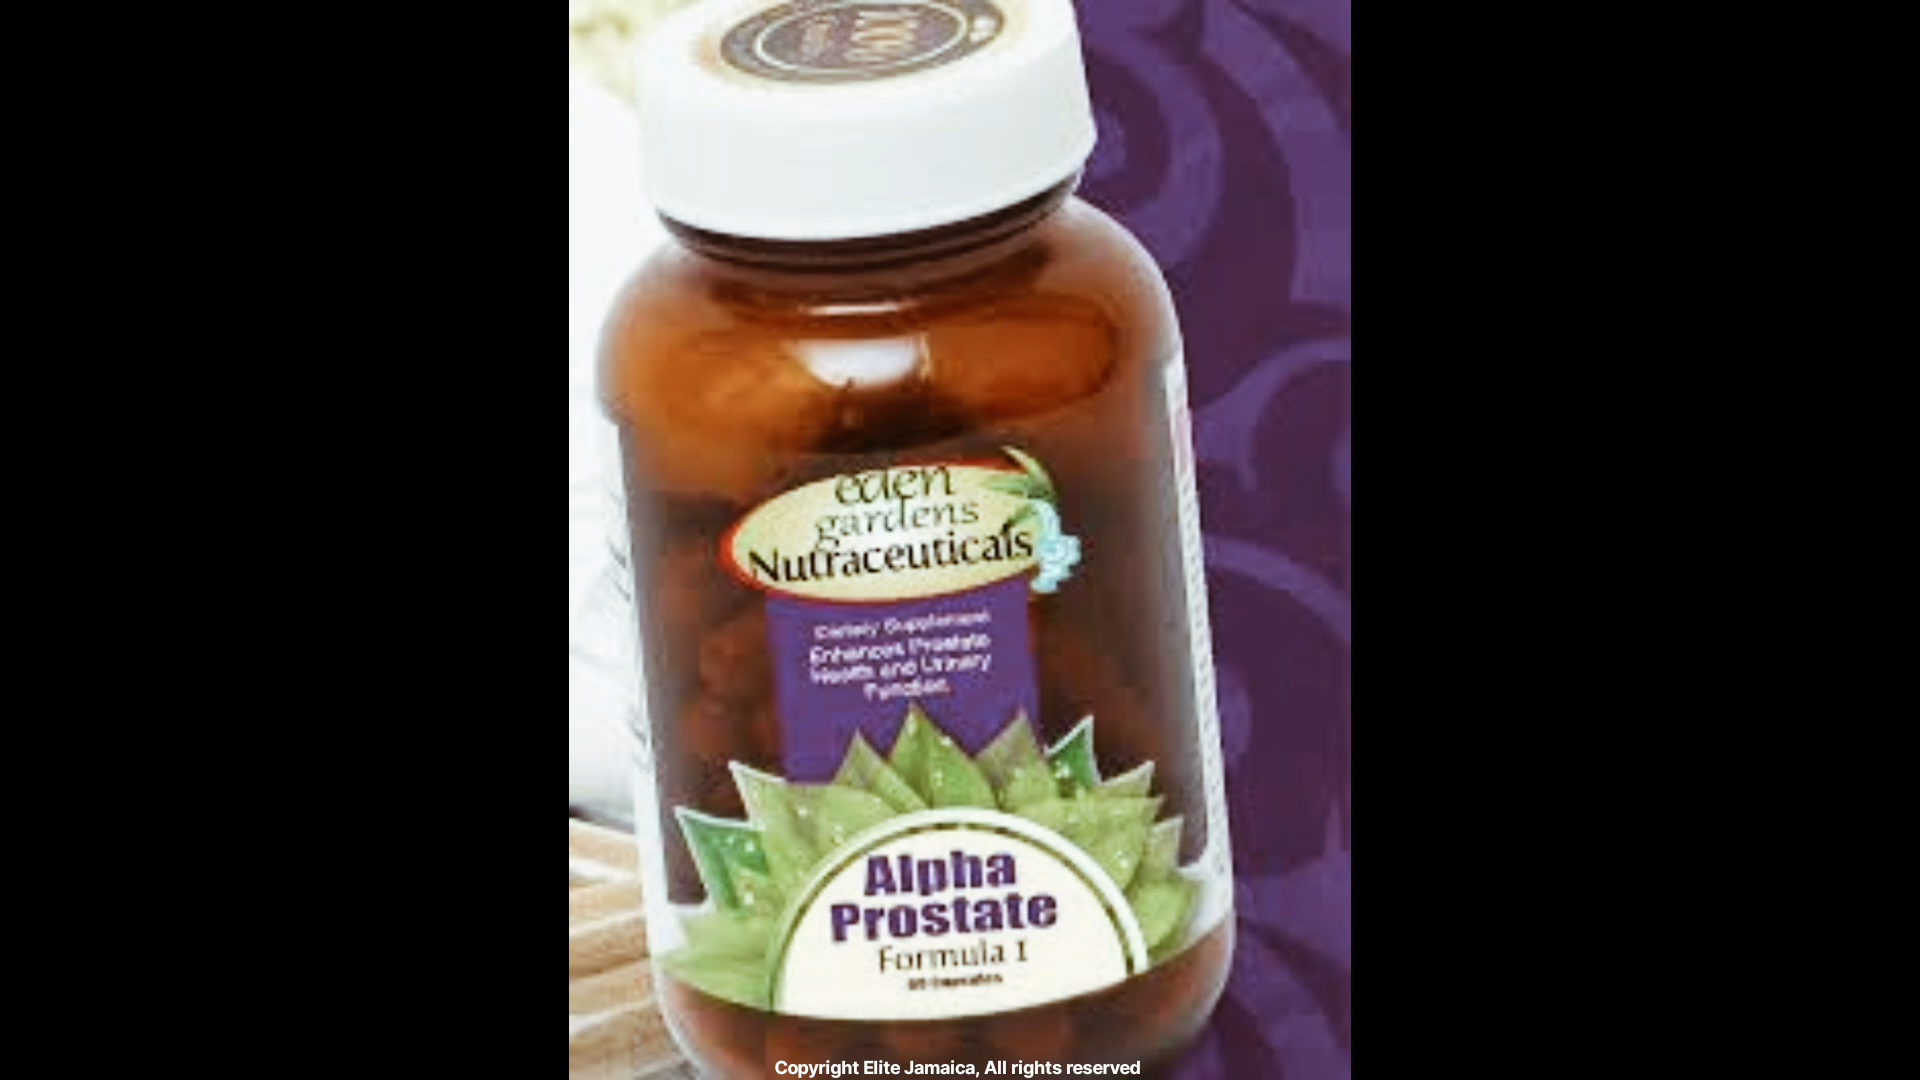 eden
gardens
Nutraceuticals
Dietary Supplement
Enhances Prostate
Health and Urinary
Function
Alpha
Prostate
Formula I
Capsules
Copyright Elite Jamaica, All rights reserved